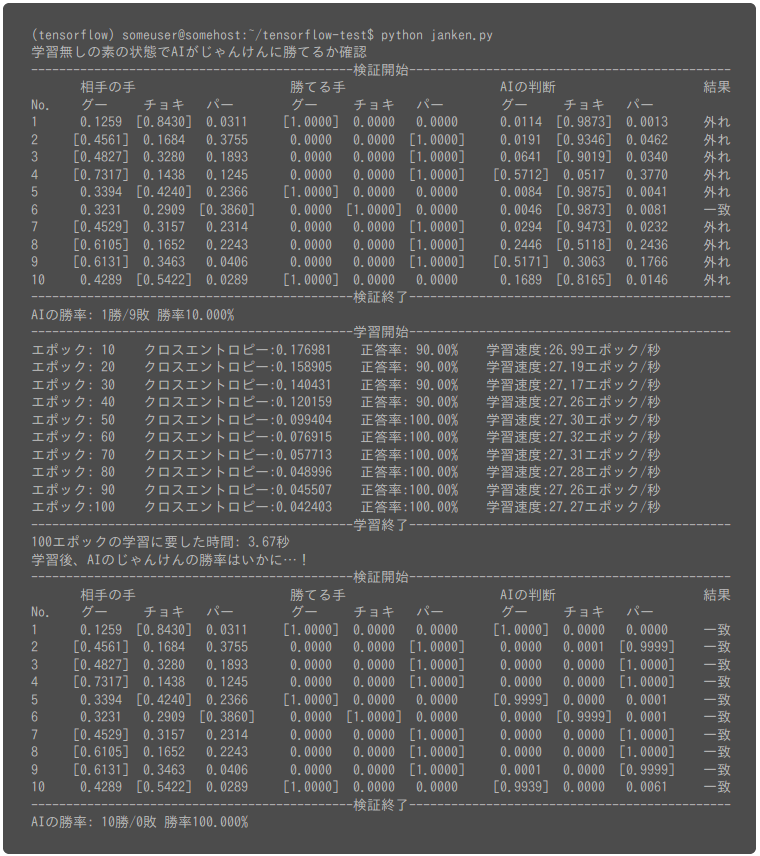 (tensorflow) someuser@somehost:~/tensorflow-test$ python janken.py
学習無しの素の状態でAIがじゃんけんに勝てるか確認
----------------------------------------------検証開始----------------------------------------------
相手の手 勝てる手 AIの判断 結果
No. グー チョキ パー グー チョキ パー グー チョキ パー
1 0.1259 [0.8430] 0.0311 [1.0000] 0.0000 0.0000 0.0114 [0.9873] 0.0013 外れ
2 [0.4561] 0.1684 0.3755 0.0000 0.0000 [1.0000] 0.0191 [0.9346] 0.0462 外れ
3 [0.4827] 0.3280 0.1893 0.0000 0.0000 [1.0000] 0.0641 [0.9019] 0.0340 外れ
4 [0.7317] 0.1438 0.1245 0.0000 0.0000 [1.0000] [0.5712] 0.0517 0.3770 外れ
5 0.3394 [0.4240] 0.2366 [1.0000] 0.0000 0.0000 0.0084 [0.9875] 0.0041 外れ
6 0.3231 0.2909 [0.3860] 0.0000 [1.0000] 0.0000 0.0046 [0.9873] 0.0081 一致
7 [0.4529] 0.3157 0.2314 0.0000 0.0000 [1.0000] 0.0294 [0.9473] 0.0232 外れ
8 [0.6105] 0.1652 0.2243 0.0000 0.0000 [1.0000] 0.2446 [0.5118] 0.2436 外れ
9 [0.6131] 0.3463 0.0406 0.0000 0.0000 [1.0000] [0.5171] 0.3063 0.1766 外れ
10 0.4289 [0.5422] 0.0289 [1.0000] 0.0000 0.0000 0.1689 [0.8165] 0.0146 外れ
----------------------------------------------検証終了----------------------------------------------
AIの勝率: 1勝/9敗 勝率10.000%
----------------------------------------------学習開始----------------------------------------------
エポック: 10 クロスエントロピー:0.176981 正答率: 90.00% 学習速度:26.99エポック/秒
エポック: 20 クロスエントロピー:0.158905 正答率: 90.00% 学習速度:27.19エポック/秒
エポック: 30 クロスエントロピー:0.140431 正答率: 90.00% 学習速度:27.17エポック/秒
エポック: 40 クロスエントロピー:0.120159 正答率: 90.00% 学習速度:27.26エポック/秒
エポック: 50 クロスエントロピー:0.099404 正答率:100.00% 学習速度:27.30エポック/秒
エポック: 60 クロスエントロピー:0.076915 正答率:100.00% 学習速度:27.32エポック/秒
エポック: 70 クロスエントロピー:0.057713 正答率:100.00% 学習速度:27.31エポック/秒
エポック: 80 クロスエントロピー:0.048996 正答率:100.00% 学習速度:27.28エポック/秒
エポック: 90 クロスエントロピー:0.045507 正答率:100.00% 学習速度:27.26エポック/秒
エポック:100 クロスエントロピー:0.042403 正答率:100.00% 学習速度:27.27エポック/秒
----------------------------------------------学習終了----------------------------------------------
100エポックの学習に要した時間: 3.67秒
学習後、AIのじゃんけんの勝率はいかに…！
----------------------------------------------検証開始----------------------------------------------
相手の手 勝てる手 AIの判断 結果
No. グー チョキ パー グー チョキ パー グー チョキ パー
1 0.1259 [0.8430] 0.0311 [1.0000] 0.0000 0.0000 [1.0000] 0.0000 0.0000 一致
2 [0.4561] 0.1684 0.3755 0.0000 0.0000 [1.0000] 0.0000 0.0001 [0.9999] 一致
3 [0.4827] 0.3280 0.1893 0.0000 0.0000 [1.0000] 0.0000 0.0000 [1.0000] 一致
4 [0.7317] 0.1438 0.1245 0.0000 0.0000 [1.0000] 0.0000 0.0000 [1.0000] 一致
5 0.3394 [0.4240] 0.2366 [1.0000] 0.0000 0.0000 [0.9999] 0.0000 0.0001 一致
6 0.3231 0.2909 [0.3860] 0.0000 [1.0000] 0.0000 0.0000 [0.9999] 0.0001 一致
7 [0.4529] 0.3157 0.2314 0.0000 0.0000 [1.0000] 0.0000 0.0000 [1.0000] 一致
8 [0.6105] 0.1652 0.2243 0.0000 0.0000 [1.0000] 0.0000 0.0000 [1.0000] 一致
9 [0.6131] 0.3463 0.0406 0.0000 0.0000 [1.0000] 0.0001 0.0000 [0.9999] 一致
10 0.4289 [0.5422] 0.0289 [1.0000] 0.0000 0.0000 [0.9939] 0.0000 0.0061 一致
----------------------------------------------検証終了----------------------------------------------
AIの勝率: 10勝/0敗 勝率100.000%